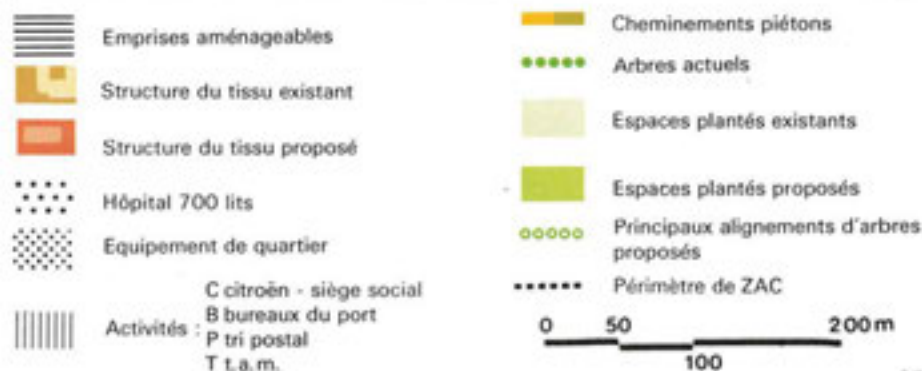 Emprises aménageables
Structure du tissu existant
Structure du tissu proposé
Hôpital 700 lits
Equipement de quartier
Activités :
C citroën - siège social
B bureaux du port
P tri postal
T t.a.m.
Cheminements piétons
Arbres actuels
Espaces plantés existants
Espaces plantés proposés
Principaux alignements d'arbres
proposés
Périmètre de ZAC
0 50 200 m
100